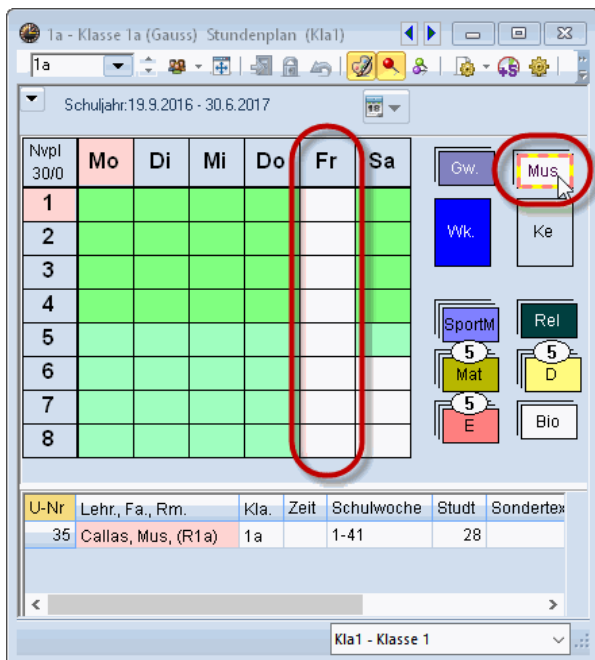 1a - Klasse 1a (Gauss) Stundenplan (Kla1)
1a
Schuljahr:19.9.2016 - 30.6.2017
18
Nvpl 30/0 Mo Di Mi Do Fr Sa
1
2
3
4
5
6
7
8
Gw. Mus
Wk. Ke
SportM Rel
5 5
Mat D
5
E Bio
U-Nr Lehr., Fa., Rm. Kla. Zeit Schulwoche Studt Sondertex
35 Callas, Mus, (R1a) 1a 1-41 28
Kla1 - Klasse 1